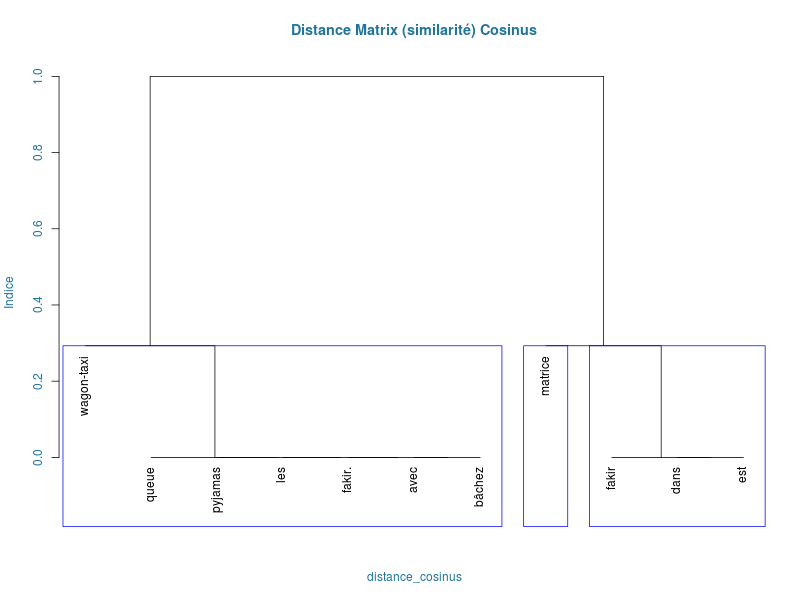 Distance Matrix (similarité) Cosinus
Indice
1.0
0.8
0.6
0.4
0.2
0.0
wagon-taxi
queue
pyjamas
les
fakir.
avec
bâchez
matrice
fakir
dans
est
distance_cosinus